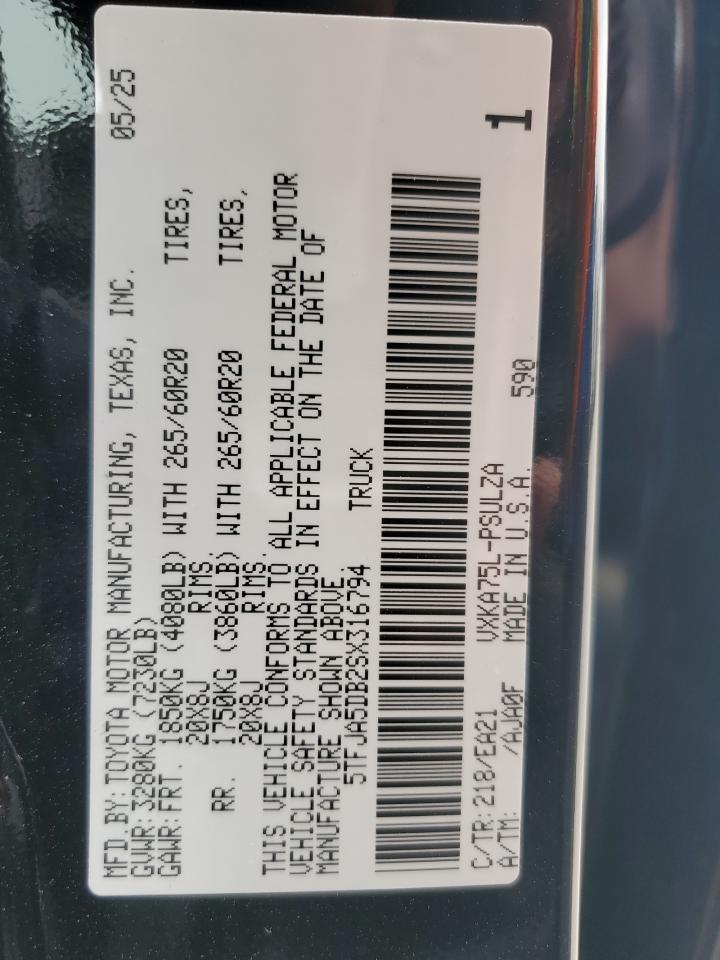 MFD.BY: TOYOTA MOTOR MANUFACTURING, TEXAS, INC. 05/25
GVWR: 3280KG (7230LB)
GAWR: FRT. 1850KG (4080LB) WITH 265/60R20 TIRES,
20X8J RIMS,
RR. 1750KG (3860LB) WITH 265/60R20 TIRES,
20X8J RIMS.
THIS VEHICLE CONFORMS TO ALL APPLICABLE FEDERAL MOTOR
VEHICLE SAFETY STANDARDS IN EFFECT ON THE DATE OF
MANUFACTURE SHOWN ABOVE.
5TFJA5DB2SX316794 TRUCK
1
C/TR: 218/EA21 VXKA75L-PSULZA
A/TM: /AJA0F MADE IN U.S.A. 590